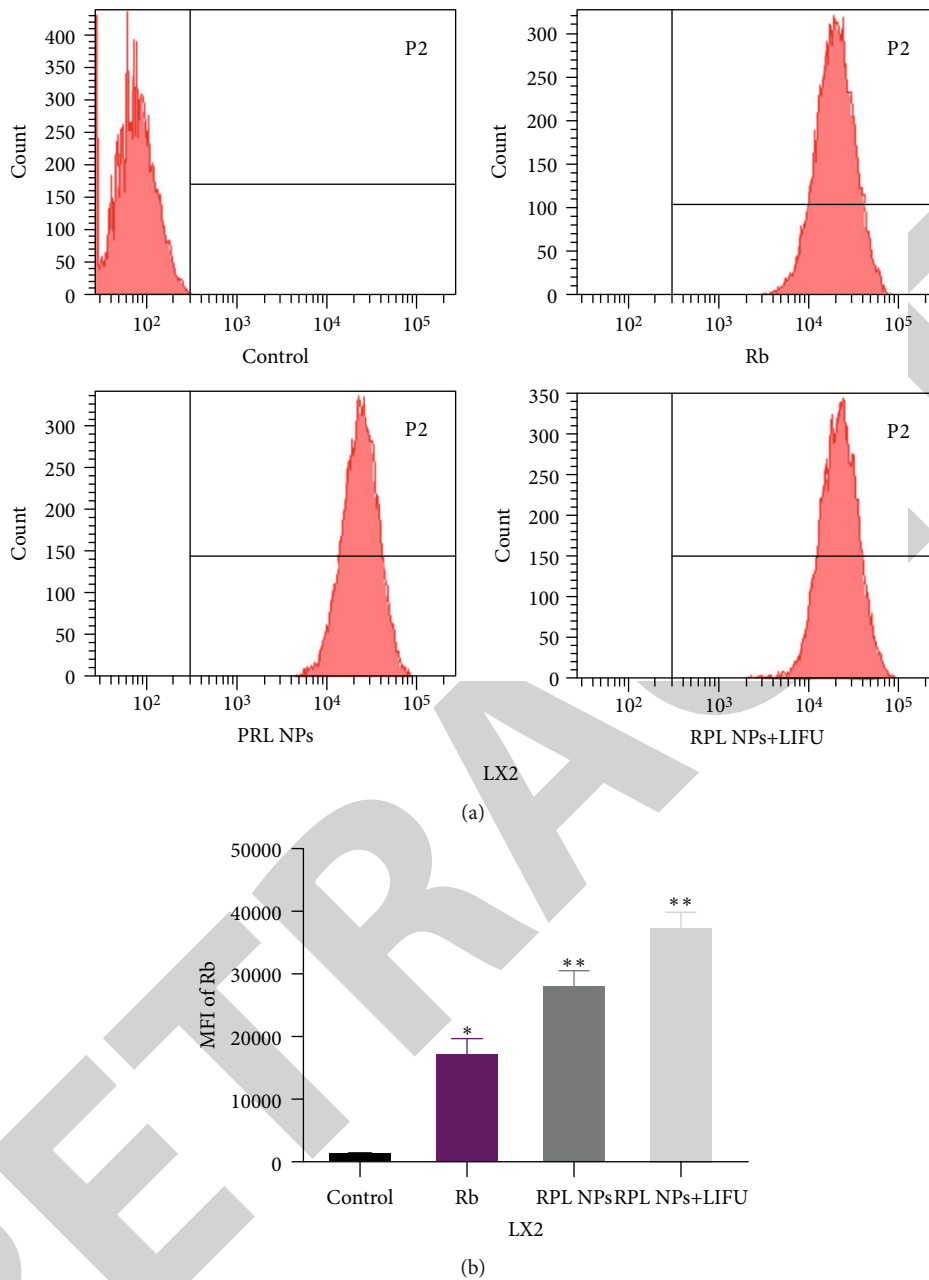 400
350
300
250
200
150
100
50
0
Count
P2
10²
10³
10⁴
10⁵
Control
300
250
200
150
100
50
0
Count
P2
10²
10³
10⁴
10⁵
Rb
300
250
200
150
100
50
0
Count
P2
10²
10³
10⁴
10⁵
PRL NPs
350
300
250
200
150
100
50
0
Count
P2
10²
10³
10⁴
10⁵
RPL NPs+LIFU
LX2
(a)
50000
40000
30000
20000
10000
0
MFI of Rb
*
**
**
Control
Rb
RPL NPs
RPL NPs+LIFU
LX2
(b)